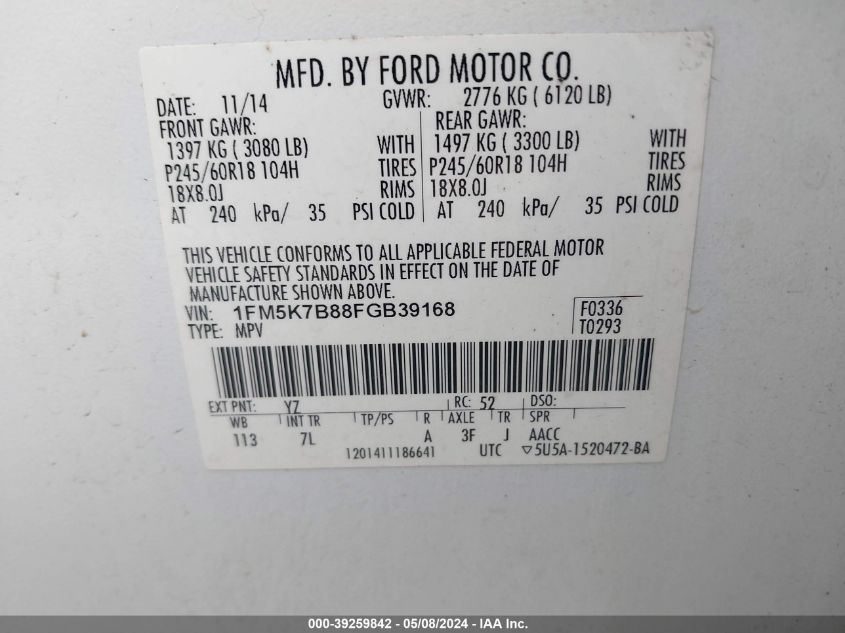 MFD. BY FORD MOTOR CO.
DATE: 11/14 GVWR: 2776 KG ( 6120 LB)
FRONT GAWR: REAR GAWR:
1397 KG ( 3080 LB) WITH 1497 KG ( 3300 LB) WITH
P245/60R18 104H TIRES P245/60R18 104H TIRES
18X8.0J RIMS 18X8.0J RIMS
AT 240 kPa/ 35 PSI COLD AT 240 kPa/ 35 PSI COLD
THIS VEHICLE CONFORMS TO ALL APPLICABLE FEDERAL MOTOR
VEHICLE SAFETY STANDARDS IN EFFECT ON THE DATE OF
MANUFACTURE SHOWN ABOVE.
VIN: 1FM5K7B88FGB39168 F0336
TYPE: MPV T0293
EXT PNT: YZ RC: 52 DSO:
WB INT TR TP/PS R AXLE TR SPR
113 7L A 3F J AACC
1201411186641 UTC ▽5U5A-1520472-BA
000-39259842 - 05/08/2024 - IAA Inc.